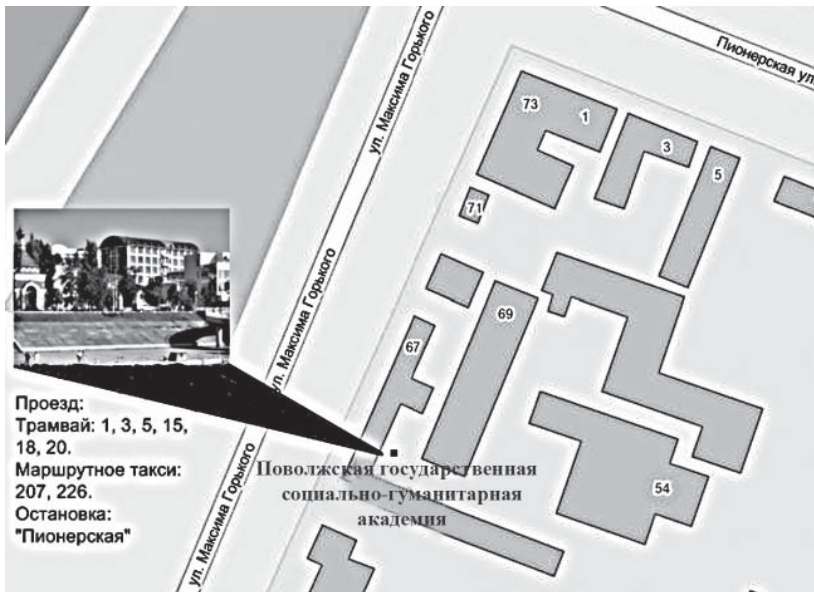 Пионерская ул.
ул. Максима Горького
73
1
3
5
71
ул. Максима Горького
69
67
Проезд:
Трамвай: 1, 3, 5, 15,
18, 20.
Маршрутное такси:
207, 226.
Остановка:
"Пионерская"
ул. Максима Горького
Поволжская государственная
социально-гуманитарная
академия
54